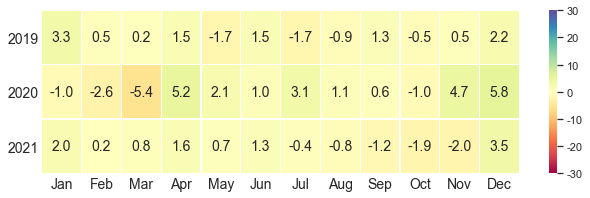 2019 3.3 0.5 0.2 1.5 -1.7 1.5 -1.7 -0.9 1.3 -0.5 0.5 2.2
2020 -1.0 -2.6 -5.4 5.2 2.1 1.0 3.1 1.1 0.6 -1.0 4.7 5.8
2021 2.0 0.2 0.8 1.6 0.7 1.3 -0.4 -0.8 -1.2 -1.9 -2.0 3.5
Jan Feb Mar Apr May Jun Jul Aug Sep Oct Nov Dec
30
20
10
0
-10
-20
-30